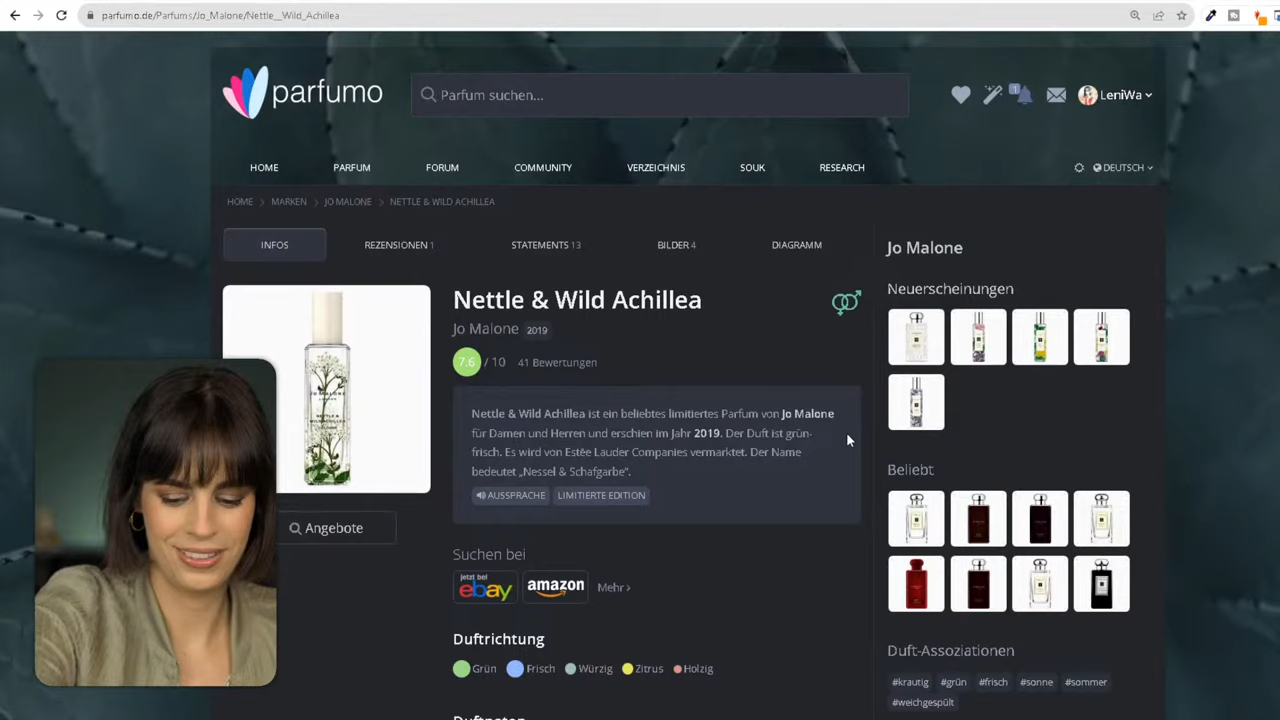 parfumo.de/Parfums/Jo_Malone/Nettle__Wild_Achillea
parfumo
Parfum suchen...
1
LeniWa
HOME
PARFUM
FORUM
COMMUNITY
VERZEICHNIS
SOUK
RESEARCH
DEUTSCH
HOME > MARKEN > JO MALONE > NETTLE & WILD ACHILLEA
INFOS
REZENSIONEN 1
STATEMENTS 13
BILDER 4
DIAGRAMM
Nettle & Wild Achillea
Jo Malone 2019
7.6 / 10 41 Bewertungen
Nettle & Wild Achillea ist ein beliebtes limitiertes Parfum von Jo Malone
für Damen und Herren und erschien im Jahr 2019. Der Duft ist grün-
frisch. Es wird von Estēe Lauder Companies vermarktet. Der Name
bedeutet „Nessel & Schafgarbe".
AUSSPRACHE
LIMITIERTE EDITION
Angebote
Suchen bei
jetzt bei
ebay
amazon
Mehr >
Duftrichtung
Grün
Frisch
Würzig
Zitrus
Holzig
Jo Malone
Neuerscheinungen
Beliebt
Duft-Assoziationen
#krautig #grün #frisch #sonne #sommer
#weichgespült